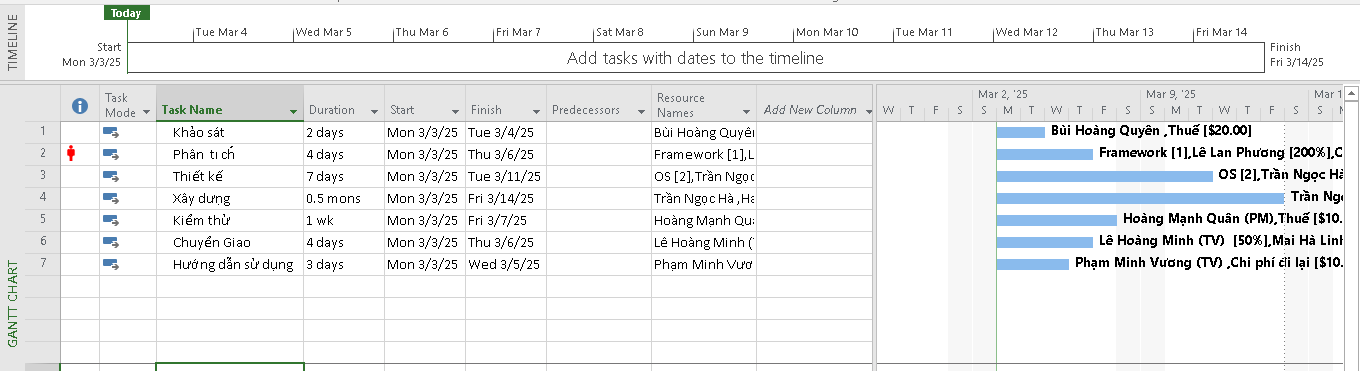 Today
Tue Mar 4 Wed Mar 5 Thu Mar 6 Fri Mar 7 Sat Mar 8 Sun Mar 9 Mon Mar 10 Tue Mar 11 Wed Mar 12 Thu Mar 13 Fri Mar 14
TIMELINE
Start
Mon 3/3/25
Add tasks with dates to the timeline
Finish
Fri 3/14/25
GANTT CHART
Task Mode Task Name Duration Start Finish Predecessors Resource Names Add New Column
Mar 2, '25 Mar 9, '25 Mar 1
W T F S S M T W T F S S M T W T F S S M
1 Khảo sát 2 days Mon 3/3/25 Tue 3/4/25 Bùi Hoàng Quyên Bùi Hoàng Quyên ,Thuế [$20.00]
2 Phân tích 4 days Mon 3/3/25 Thu 3/6/25 Framework [1],L Framework [1],Lê Lan Phương [200%],C
3 Thiết kế 7 days Mon 3/3/25 Tue 3/11/25 OS [2],Trần Ngọc OS [2],Trần Ngọc Hà
4 Xây dựng 0.5 mons Mon 3/3/25 Fri 3/14/25 Trần Ngọc Hà ,Hà Trần Ngọ
5 Kiểm thử 1 wk Mon 3/3/25 Fri 3/7/25 Hoàng Mạnh Quâ Hoàng Mạnh Quân (PM),Thuế [$10.
6 Chuyển Giao 4 days Mon 3/3/25 Thu 3/6/25 Lê Hoàng Minh (T Lê Hoàng Minh (TV) [50%],Mai Hà Linh
7 Hướng dẫn sử dụng 3 days Mon 3/3/25 Wed 3/5/25 Phạm Minh Vươ Phạm Minh Vương (TV) ,Chi phí đi lại [$10.